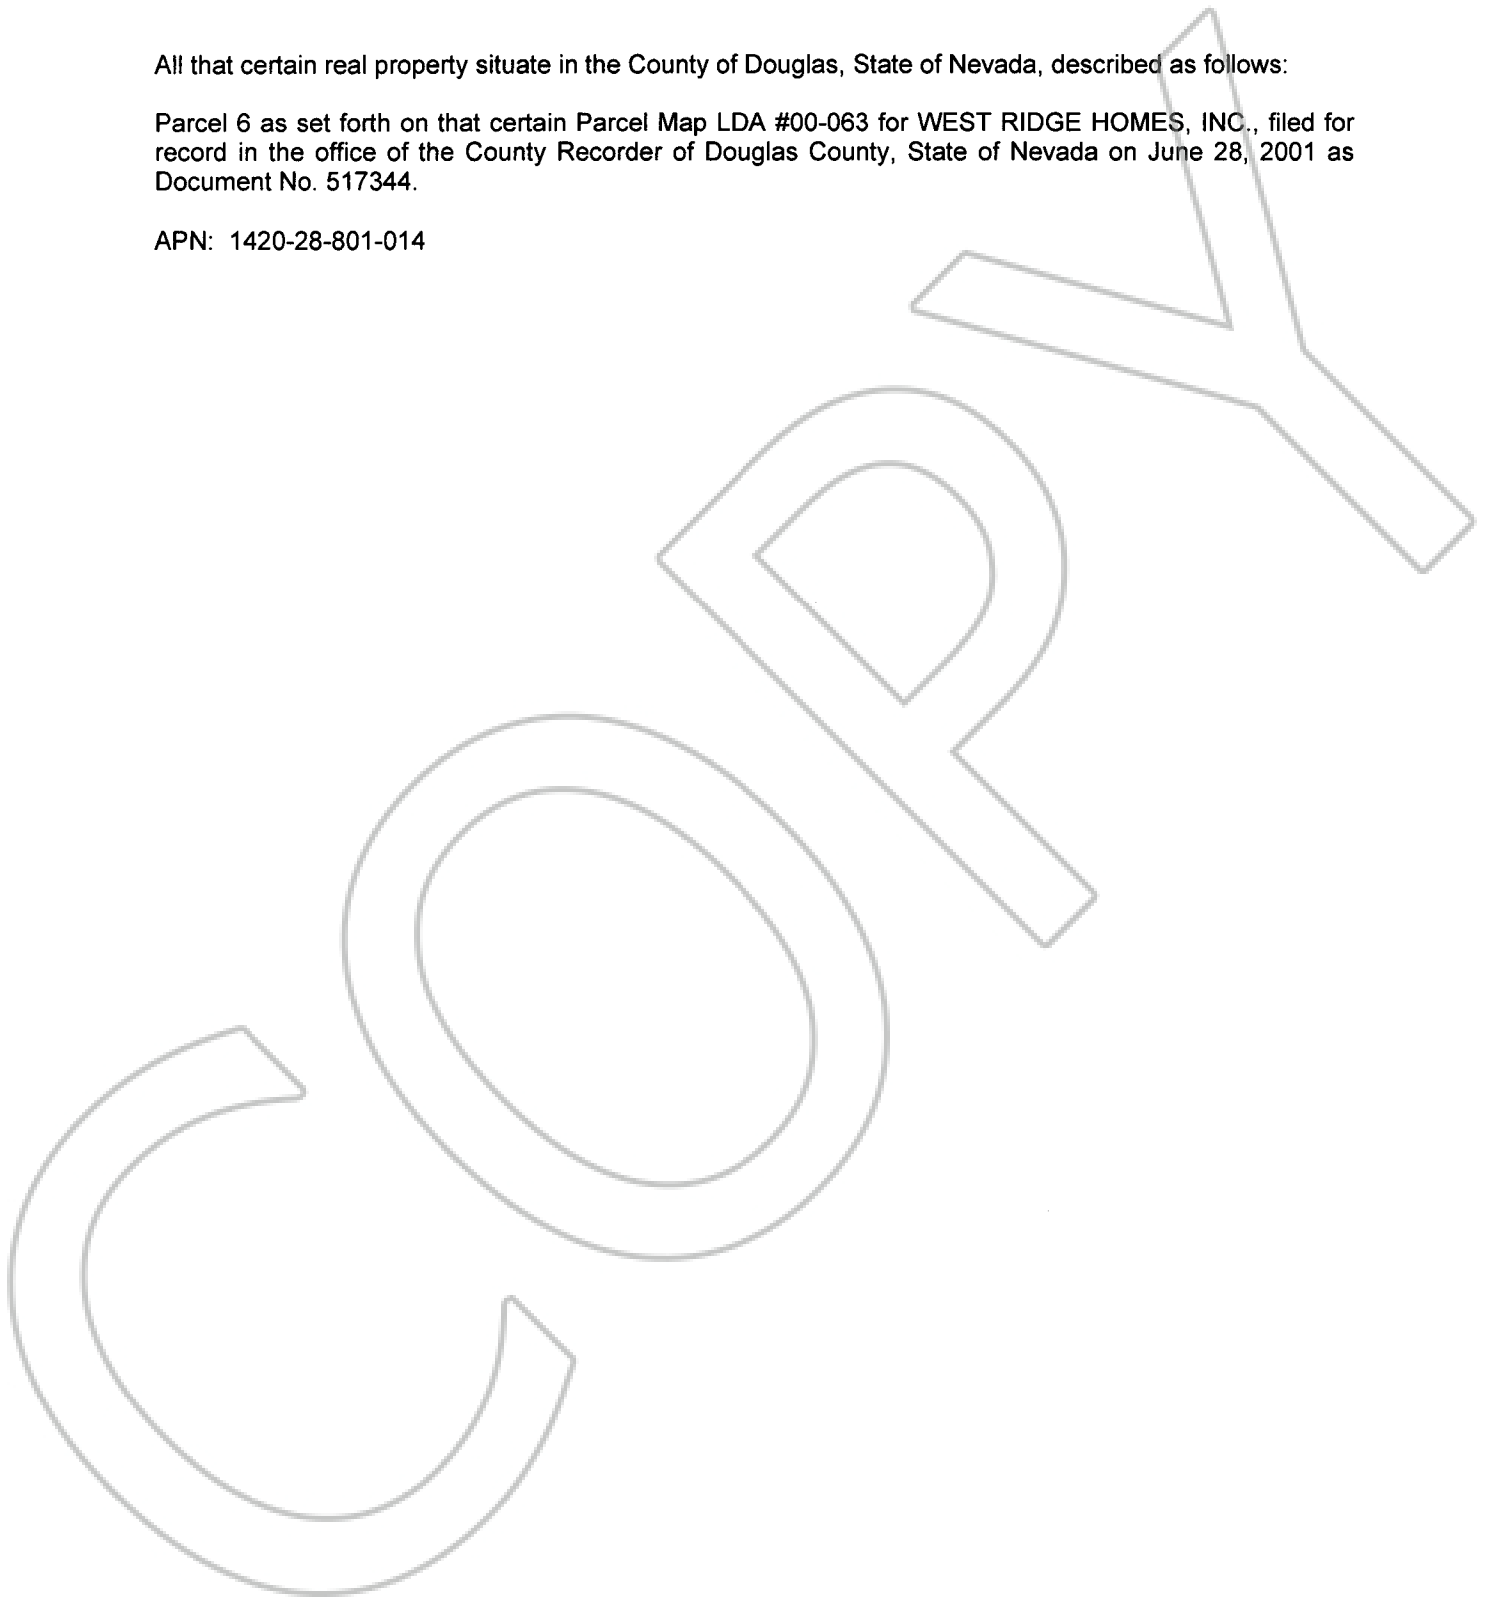 All that certain real property situate in the County of Douglas, State of Nevada, described as follows:
Parcel 6 as set forth on that certain Parcel Map LDA #00-063 for WEST RIDGE HOMES, INC., filed for
record in the office of the County Recorder of Douglas County, State of Nevada on June 28, 2001 as
Document No. 517344.
APN: 1420-28-801-014
COPY